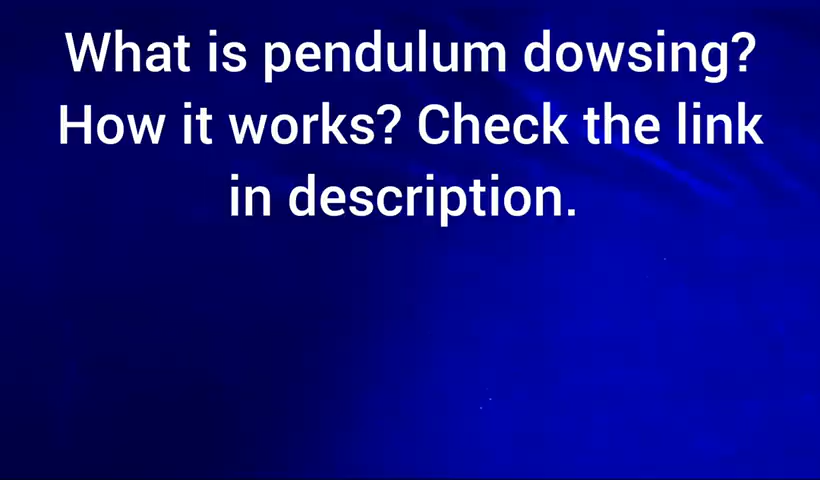 What is pendulum dowsing?
How it works? Check the link
in description.